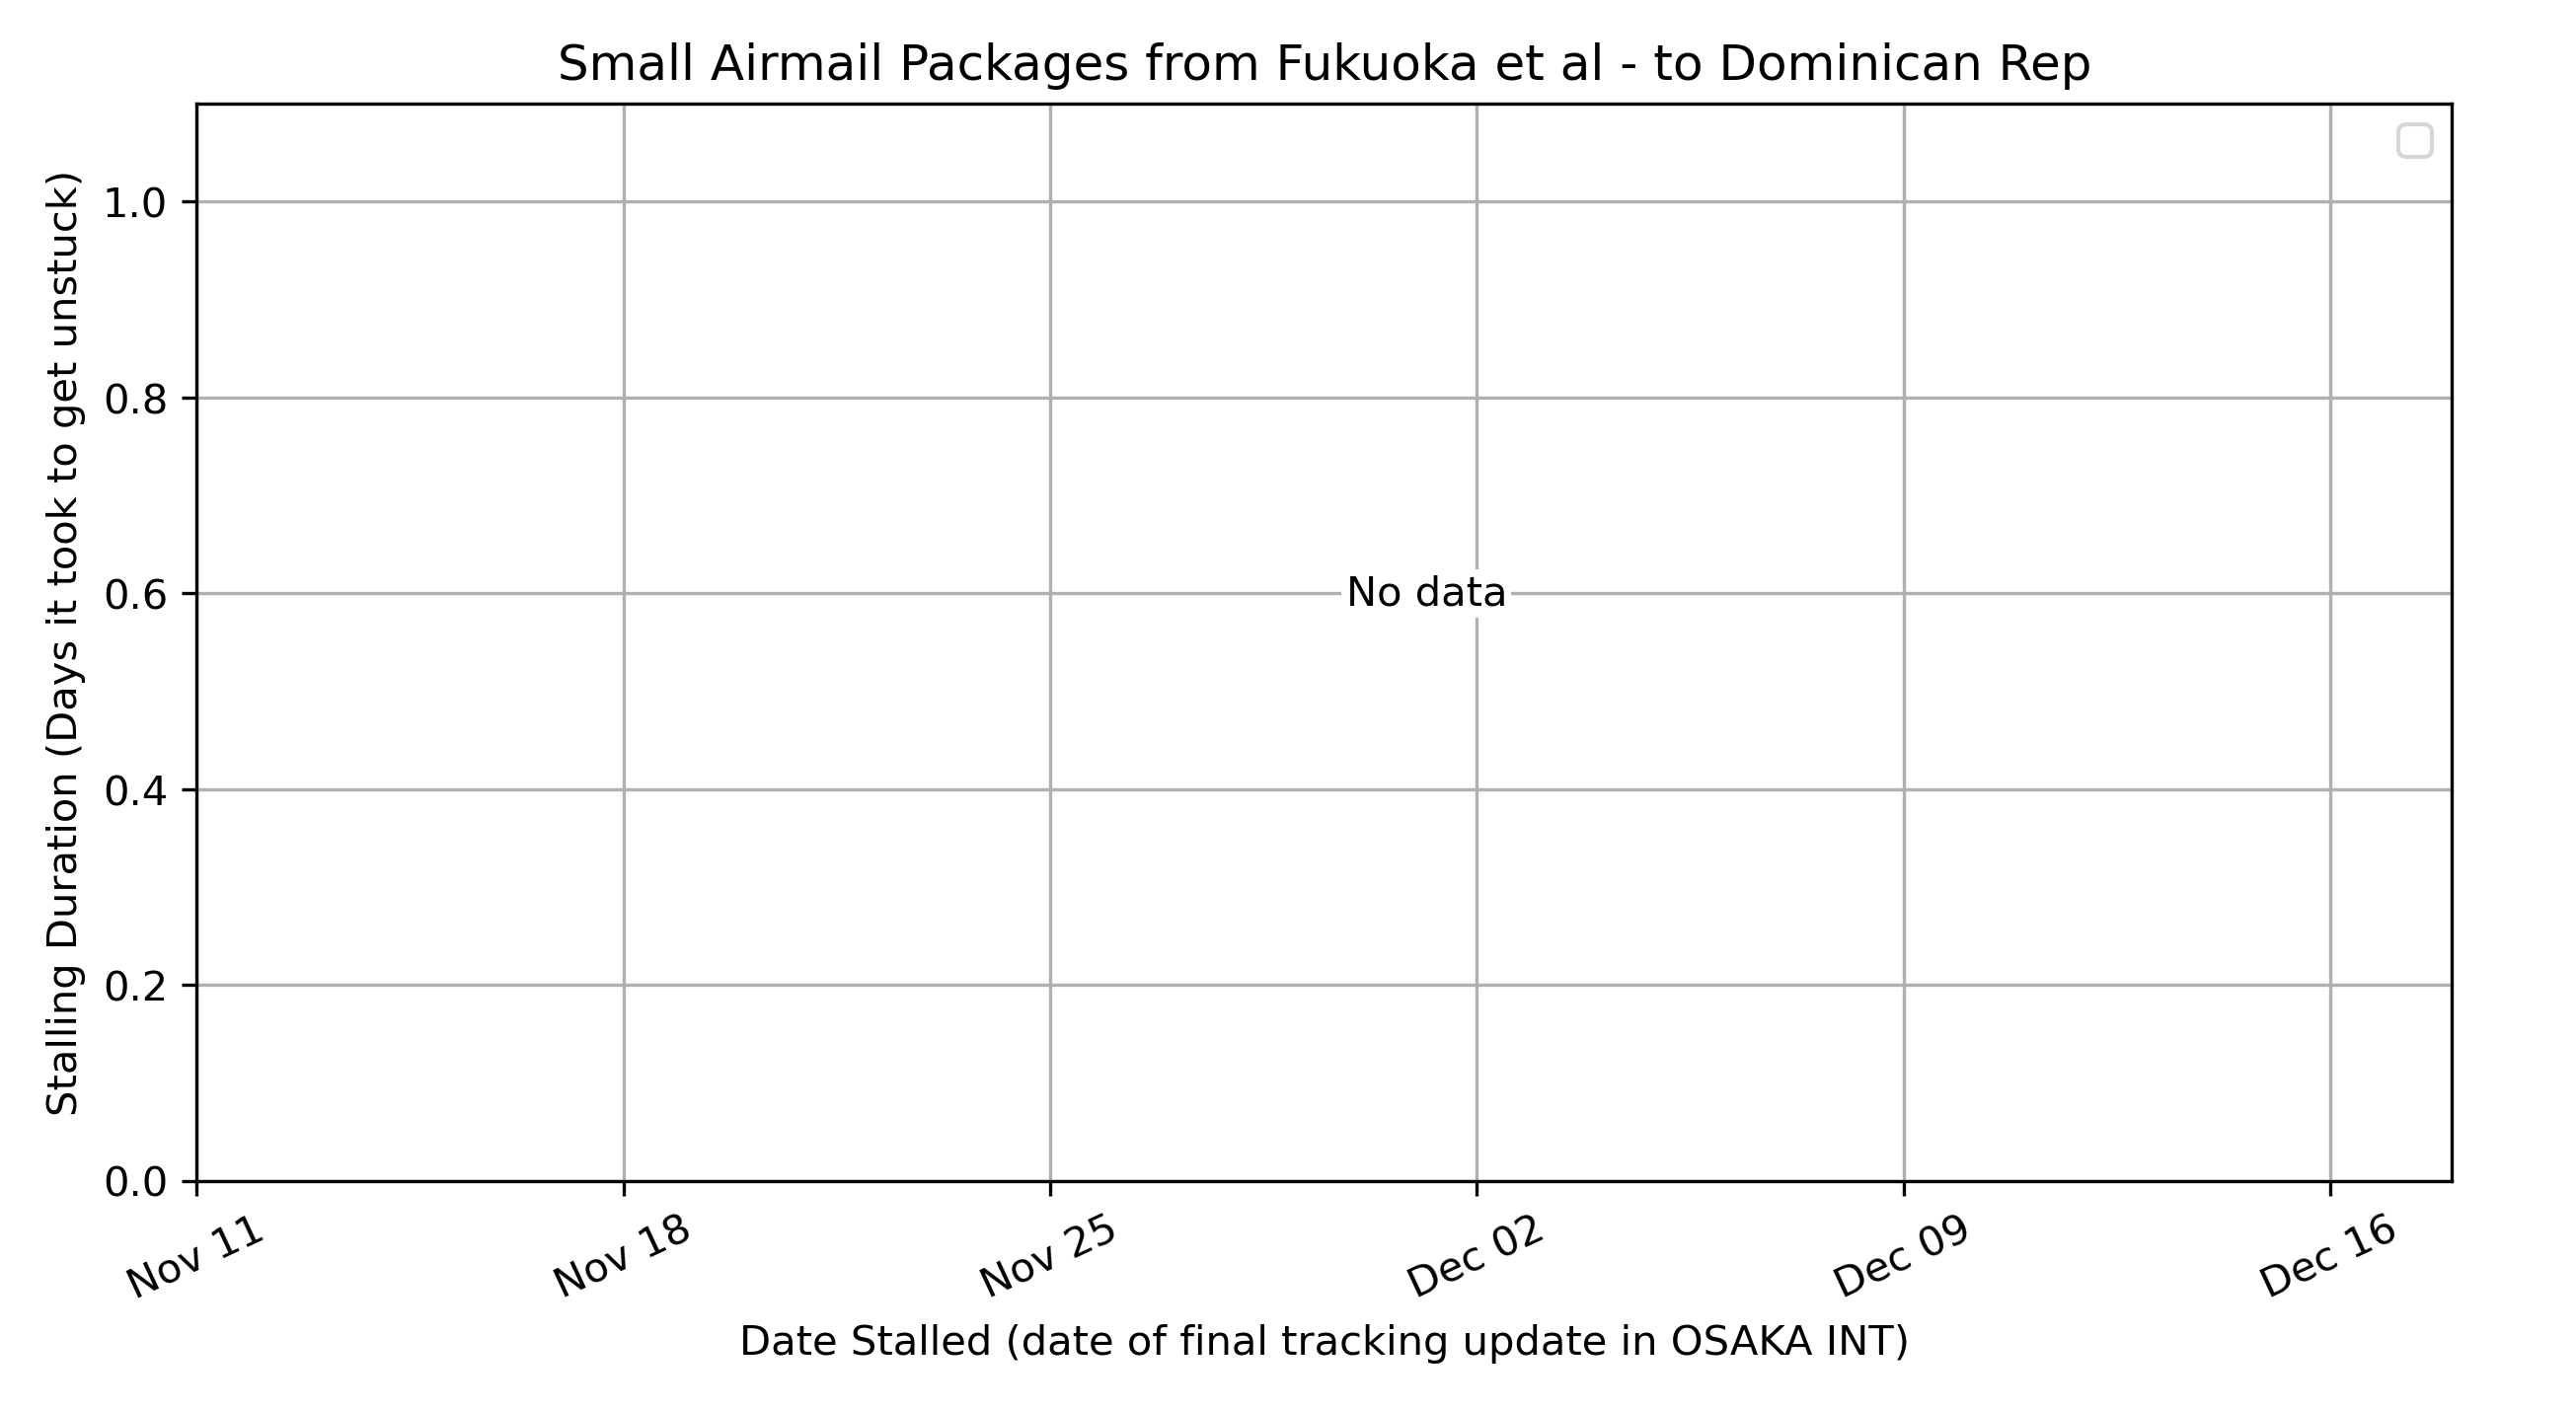 Small Airmail Packages from Fukuoka et al - to Dominican Rep
Stalling Duration (Days it took to get unstuck)
1.0
0.8
0.6
0.4
0.2
0.0
No data
Nov 11
Nov 18
Nov 25
Dec 02
Dec 09
Dec 16
Date Stalled (date of final tracking update in OSAKA INT)